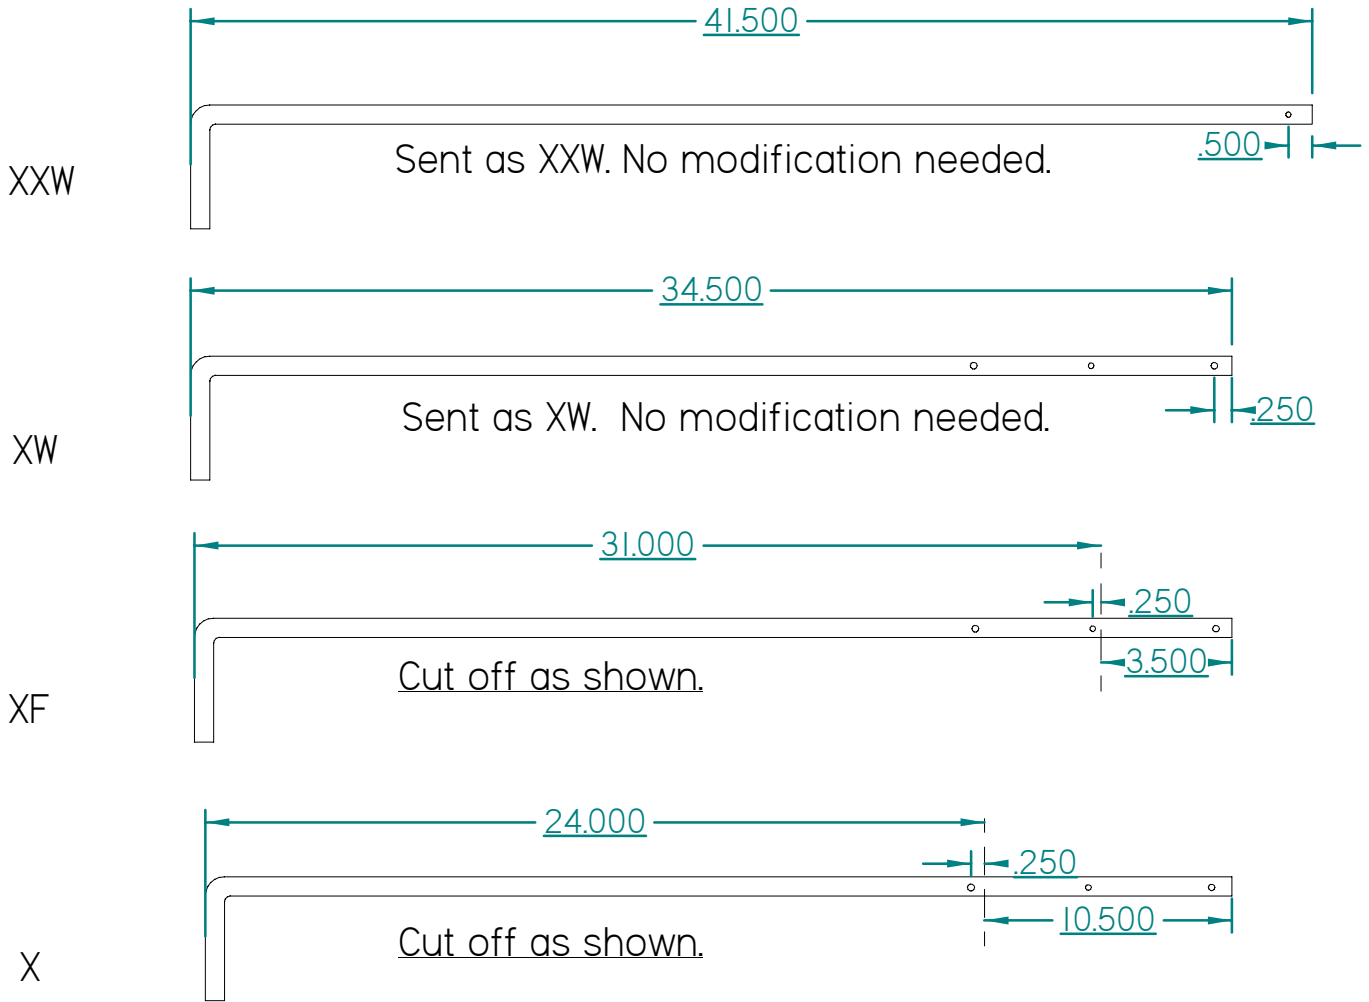 41.500
.500
Sent as XXW. No modification needed.
XXW
34.500
.250
Sent as XW. No modification needed.
XW
31.000
.250
3.500
Cut off as shown.
XF
24.000
.250
10.500
Cut off as shown.
X